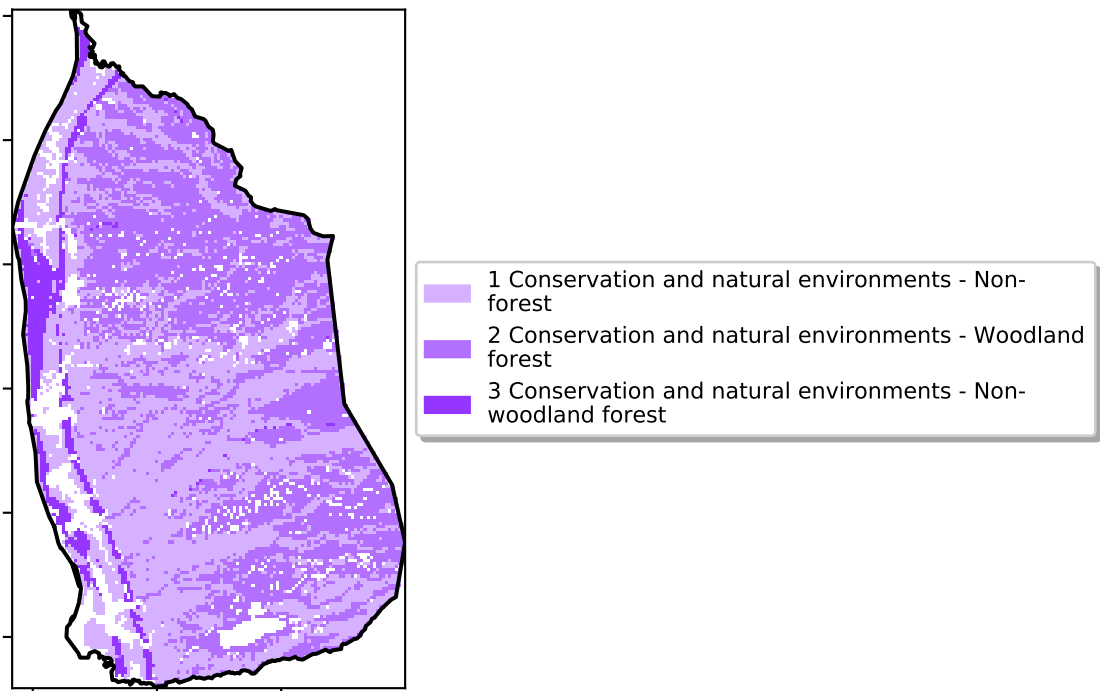 1 Conservation and natural environments - Non-
forest
2 Conservation and natural environments - Woodland
forest
3 Conservation and natural environments - Non-
woodland forest